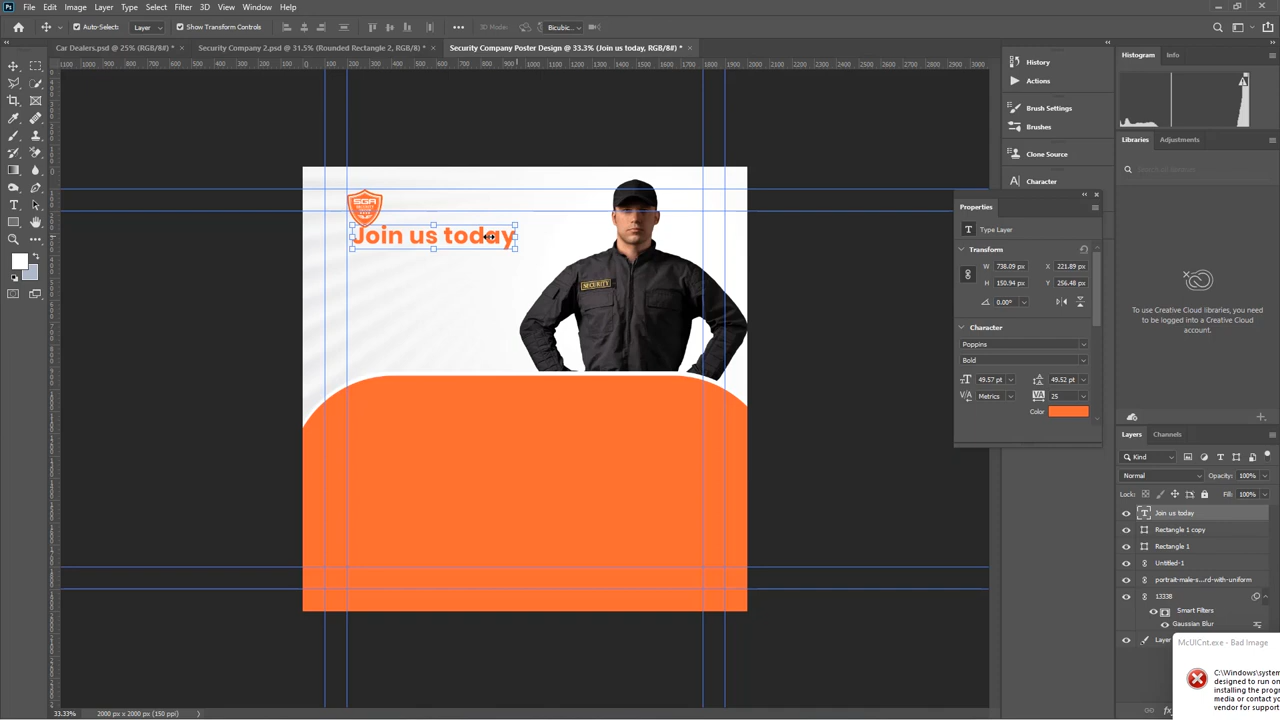 File Edit Image Layer Type Select Filter 3D View Window Help
Auto-Select: Layer Show Transform Controls 3D Mode: Bicubic...
Car Dealers.psd @ 25% (RGB/8#) * × Security Company 2.psd @ 31.5% (Rounded Rectangle 2, RGB/8#) * × Security Company Poster Design @ 33.3% (Join us today, RGB/8#) * ×
SGA
Join us today
SECURITY
33.33% 2000 px x 2000 px (150 ppi)
History
Actions
Brush Settings
Brushes
Clone Source
Character
Histogram Info
Libraries Adjustments
To use Creative Cloud libraries, you
need to be logged into a Creative Cloud
account.
Properties
Type Layer
Transform
W 738.09 px X 221.89 px
H 150.94 px Y 256.48 px
0.00°
Character
Poppins
Bold
49.57 pt 49.52 pt
Metrics 25
Color
Layers Channels
Kind
Normal Opacity: 100%
Lock: Fill: 100%
Join us today
Rectangle 1 copy
Rectangle 1
Untitled-1
portrait-male-s...rd-with-uniform
13338
Smart Filters
Gaussian Blur
Layer
McUICnt.exe - Bad Image
C:\Windows\system
designed to run on
installing the prog
media or contact yo
vendor for support